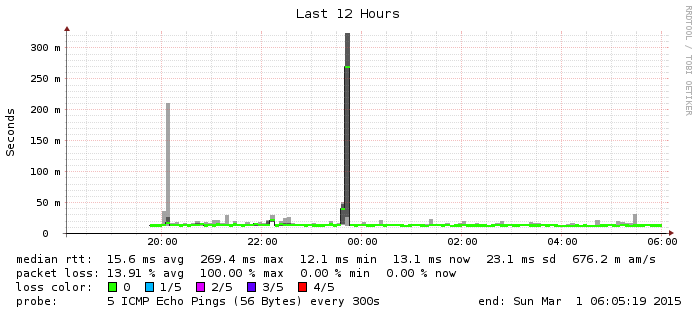 Last 12 Hours
RRDTOOL / TOBI OETIKER
Seconds
300 m
250 m
200 m
150 m
100 m
50 m
0
20:00 22:00 00:00 02:00 04:00 06:00
median rtt: 15.6 ms avg 269.4 ms max 12.1 ms min 13.1 ms now 23.1 ms sd 676.2 m am/s
packet loss: 13.91 % avg 100.00 % max 0.00 % min 0.00 % now
loss color: 0 1/5 2/5 3/5 4/5
probe: 5 ICMP Echo Pings (56 Bytes) every 300s end: Sun Mar 1 06:05:19 2015